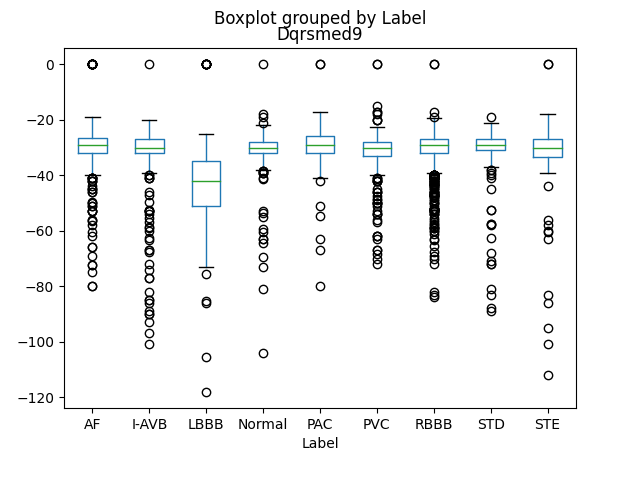 Boxplot grouped by Label
Dqrsmed9
0
−20
−40
−60
−80
−100
−120
AF I-AVB LBBB Normal PAC PVC RBBB STD STE
Label